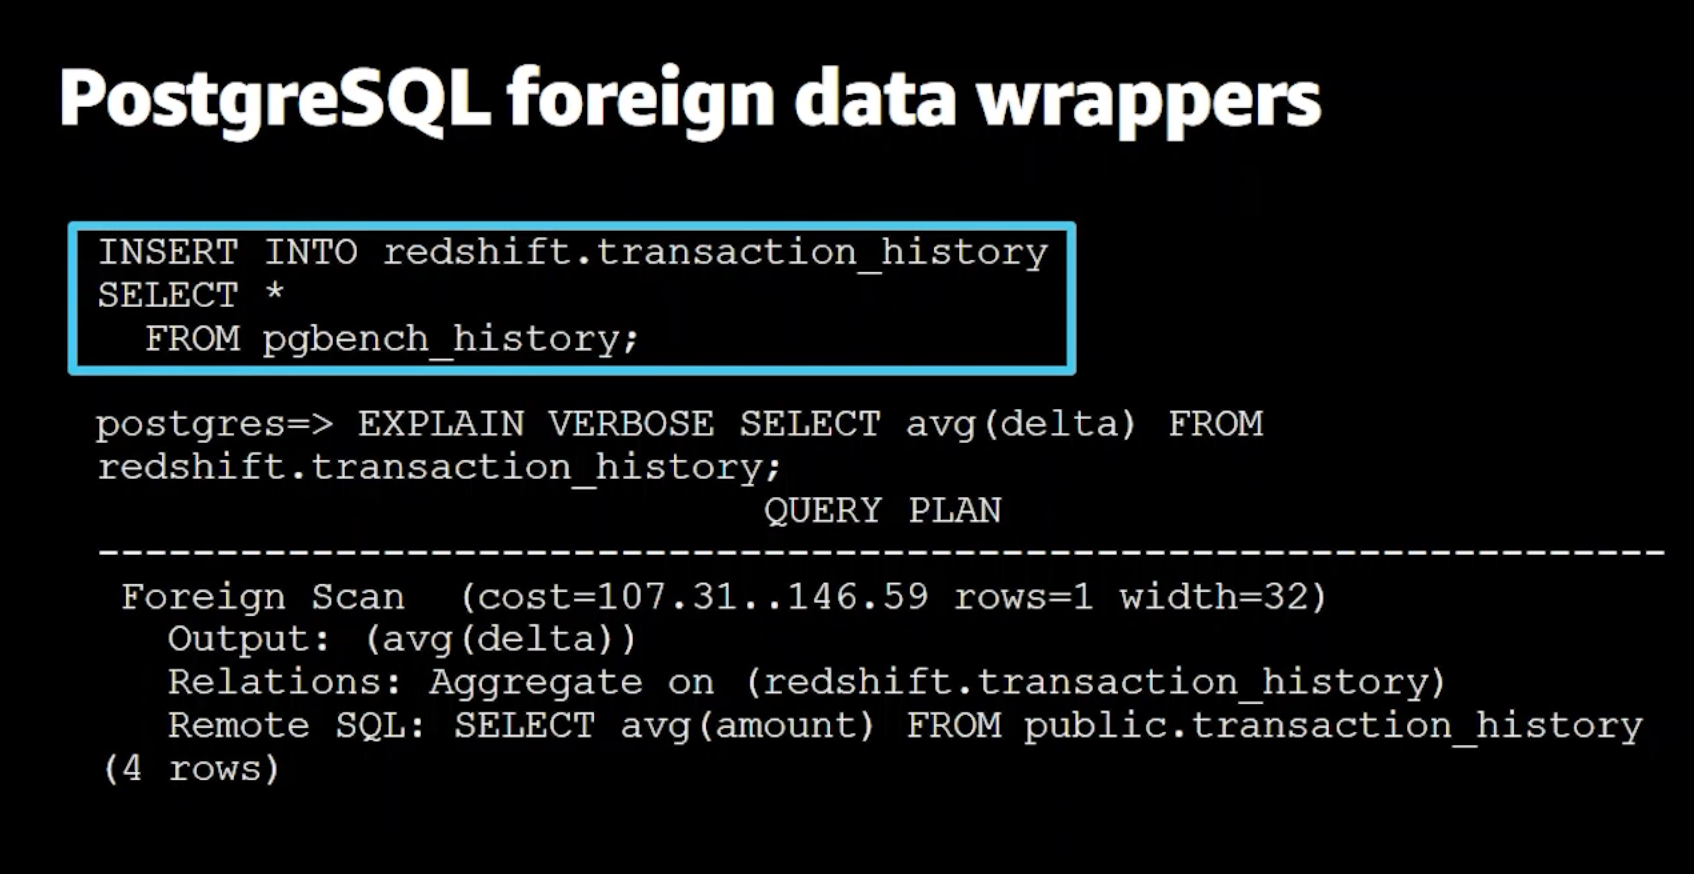 PostgreSQL foreign data wrappers
INSERT INTO redshift.transaction_history
SELECT *
FROM pgbench_history;
postgres=> EXPLAIN VERBOSE SELECT avg(delta) FROM
redshift.transaction_history;
QUERY PLAN
------------------------------------------------------------------
Foreign Scan  (cost=107.31..146.59 rows=1 width=32)
Output: (avg(delta))
Relations: Aggregate on (redshift.transaction_history)
Remote SQL: SELECT avg(amount) FROM public.transaction_history
(4 rows)